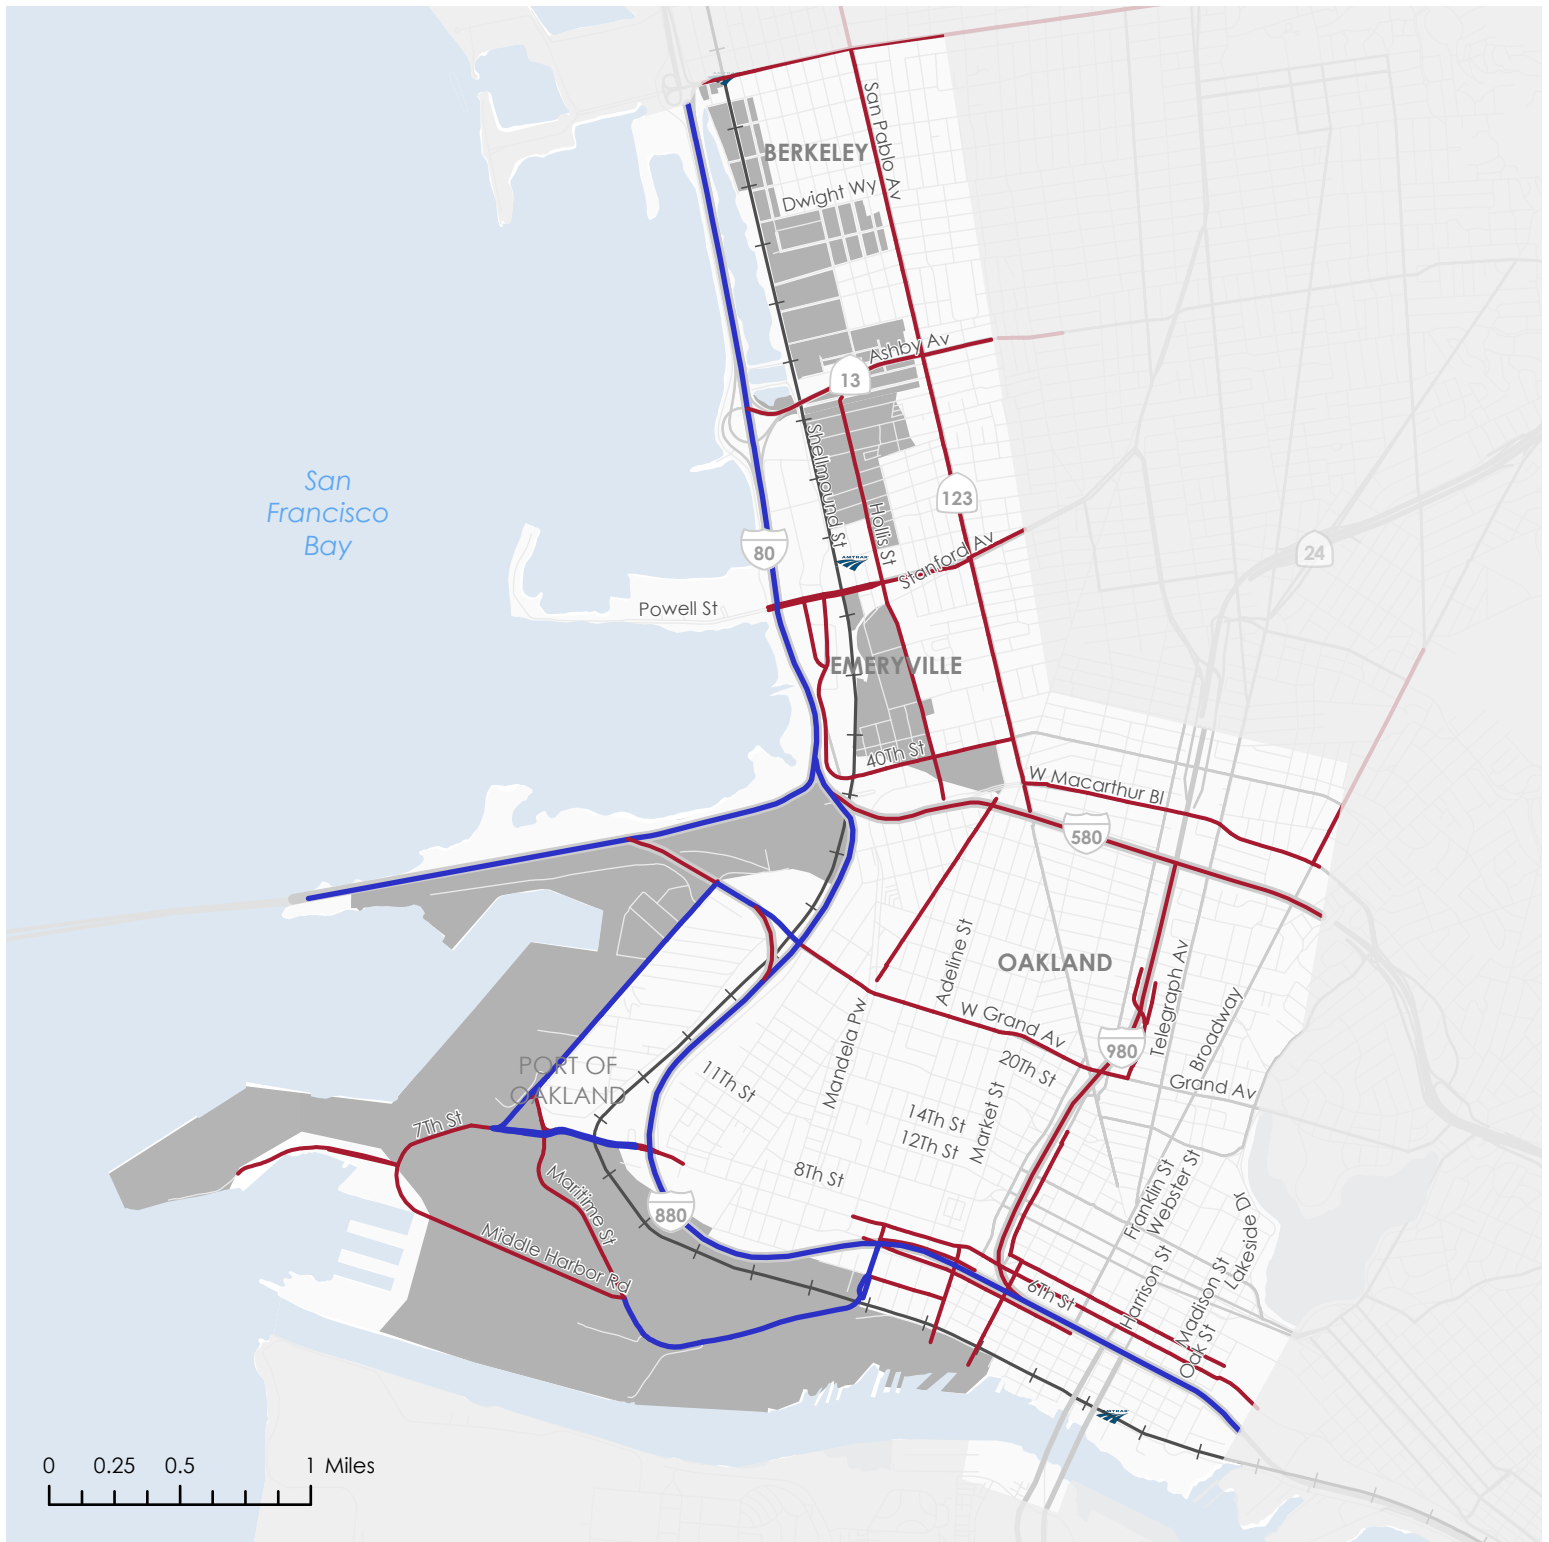 San Pablo Av
BERKELEY
Dwight Wy
Ashby Av
13
San
Francisco
Bay
Shellmound St
123
Hollis St
80
24
AMTRAK
Stanford Av
Powell St
EMERYVILLE
40Th St
W Macarthur Bl
580
Adeline St
OAKLAND
Telegraph Av
Broadway
W Grand Av
Mandela Pw
980
PORT OF
OAKLAND
11Th St
20Th St
Grand Av
Market St
7Th St
14Th St
12Th St
8Th St
Maritime St
880
Franklin St
Webster St
Lakeside Dr
Middle Harbor Rd
Harrison St
6Th St
Madison St
Oak St
AMTRAK
0 0.25 0.5 1 Miles